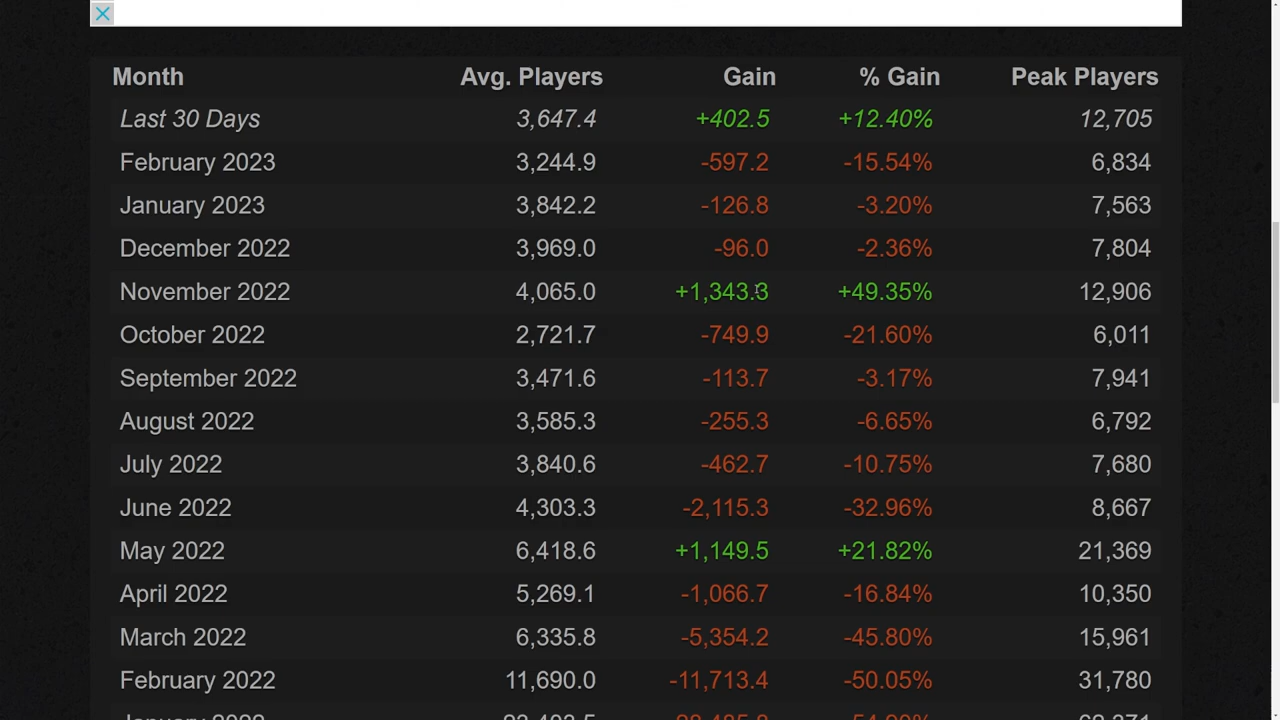 Month Avg. Players Gain % Gain Peak Players
Last 30 Days 3,647.4 +402.5 +12.40% 12,705
February 2023 3,244.9 -597.2 -15.54% 6,834
January 2023 3,842.2 -126.8 -3.20% 7,563
December 2022 3,969.0 -96.0 -2.36% 7,804
November 2022 4,065.0 +1,343.3 +49.35% 12,906
October 2022 2,721.7 -749.9 -21.60% 6,011
September 2022 3,471.6 -113.7 -3.17% 7,941
August 2022 3,585.3 -255.3 -6.65% 6,792
July 2022 3,840.6 -462.7 -10.75% 7,680
June 2022 4,303.3 -2,115.3 -32.96% 8,667
May 2022 6,418.6 +1,149.5 +21.82% 21,369
April 2022 5,269.1 -1,066.7 -16.84% 10,350
March 2022 6,335.8 -5,354.2 -45.80% 15,961
February 2022 11,690.0 -11,713.4 -50.05% 31,780
January 2022